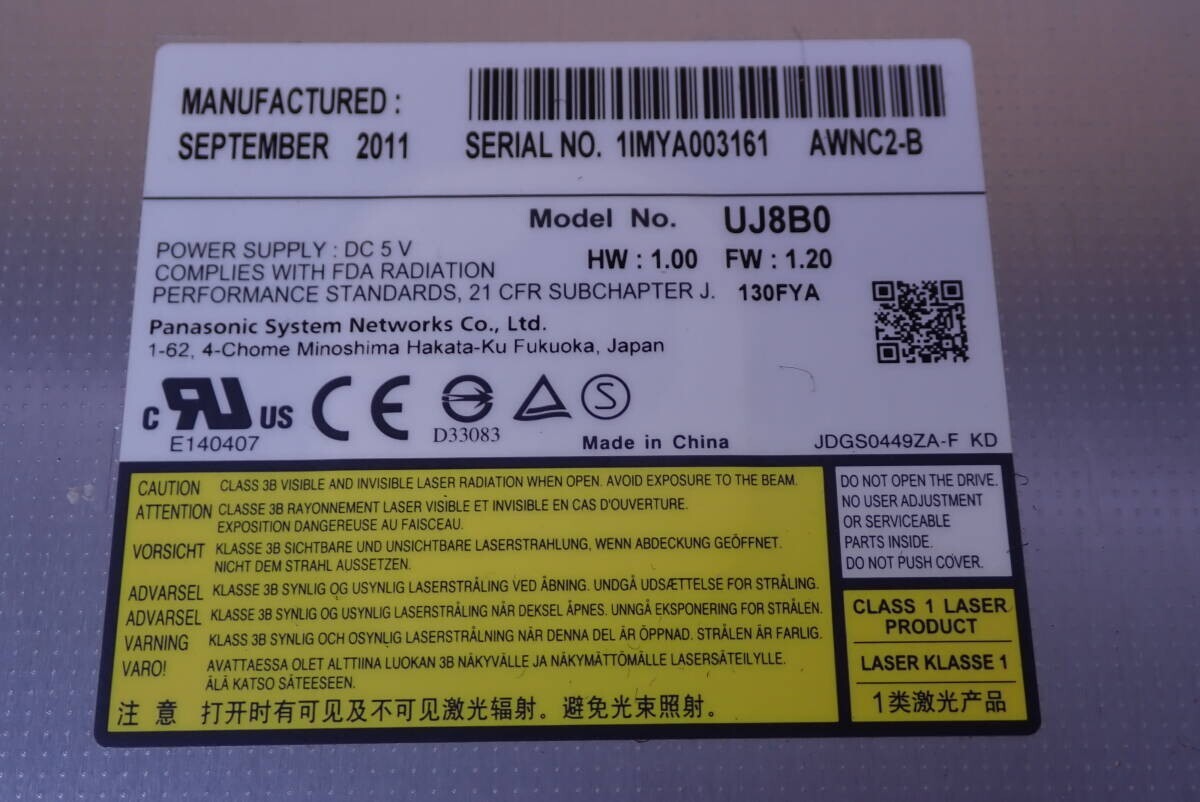 MANUFACTURED :
SEPTEMBER 2011
SERIAL NO. 1IMYA003161 AWNC2-B
Model No. UJ8B0
POWER SUPPLY : DC 5 V
HW : 1.00 FW : 1.20
COMPLIES WITH FDA RADIATION
PERFORMANCE STANDARDS, 21 CFR SUBCHAPTER J. 130FYA
Panasonic System Networks Co., Ltd.
1-62, 4-Chome Minoshima Hakata-Ku Fukuoka, Japan
C RU US CE S
E140407 D33083
Made in China JDGS0449ZA-F KD
CAUTION CLASS 3B VISIBLE AND INVISIBLE LASER RADIATION WHEN OPEN. AVOID EXPOSURE TO THE BEAM.
ATTENTION CLASSE 3B RAYONNEMENT LASER VISIBLE ET INVISIBLE EN CAS D'OUVERTURE.
EXPOSITION DANGEREUSE AU FAISCEAU.
VORSICHT KLASSE 3B SICHTBARE UND UNSICHTBARE LASERSTRAHLUNG, WENN ABDECKUNG GEÖFFNET.
NICHT DEM STRAHL AUSSETZEN.
ADVARSEL KLASSE 3B SYNLIG OG USYNLIG LASERSTRÅLING VED ÅBNING. UNDGÅ UDSÆTTELSE FOR STRÅLING.
ADVARSEL KLASSE 3B SYNLIG OG USYNLIG LASERSTRÅLING NÅR DEKSEL ÅPNES. UNNGÅ EKSPONERING FOR STRÅLEN.
VARNING KLASS 3B SYNLIG OCH OSYNLIG LASERSTRÅLNING NÄR DENNA DEL ÄR ÖPPNAD. STRÅLEN ÄR FARLIG.
VARO! AVATTAESSA OLET ALTTIINA LUOKAN 3B NÄKYVÄLLE JA NÄKYMÄTTÖMÄLLE LASERSÄTEILYLLE.
ÄLÄ KATSO SÄTEESEEN.
注 意 打开时有可见及不可见激光辐射。避免光束照射。
DO NOT OPEN THE DRIVE.
NO USER ADJUSTMENT
OR SERVICEABLE
PARTS INSIDE.
DO NOT PUSH COVER.
CLASS 1 LASER
PRODUCT
LASER KLASSE 1
1类激光产品